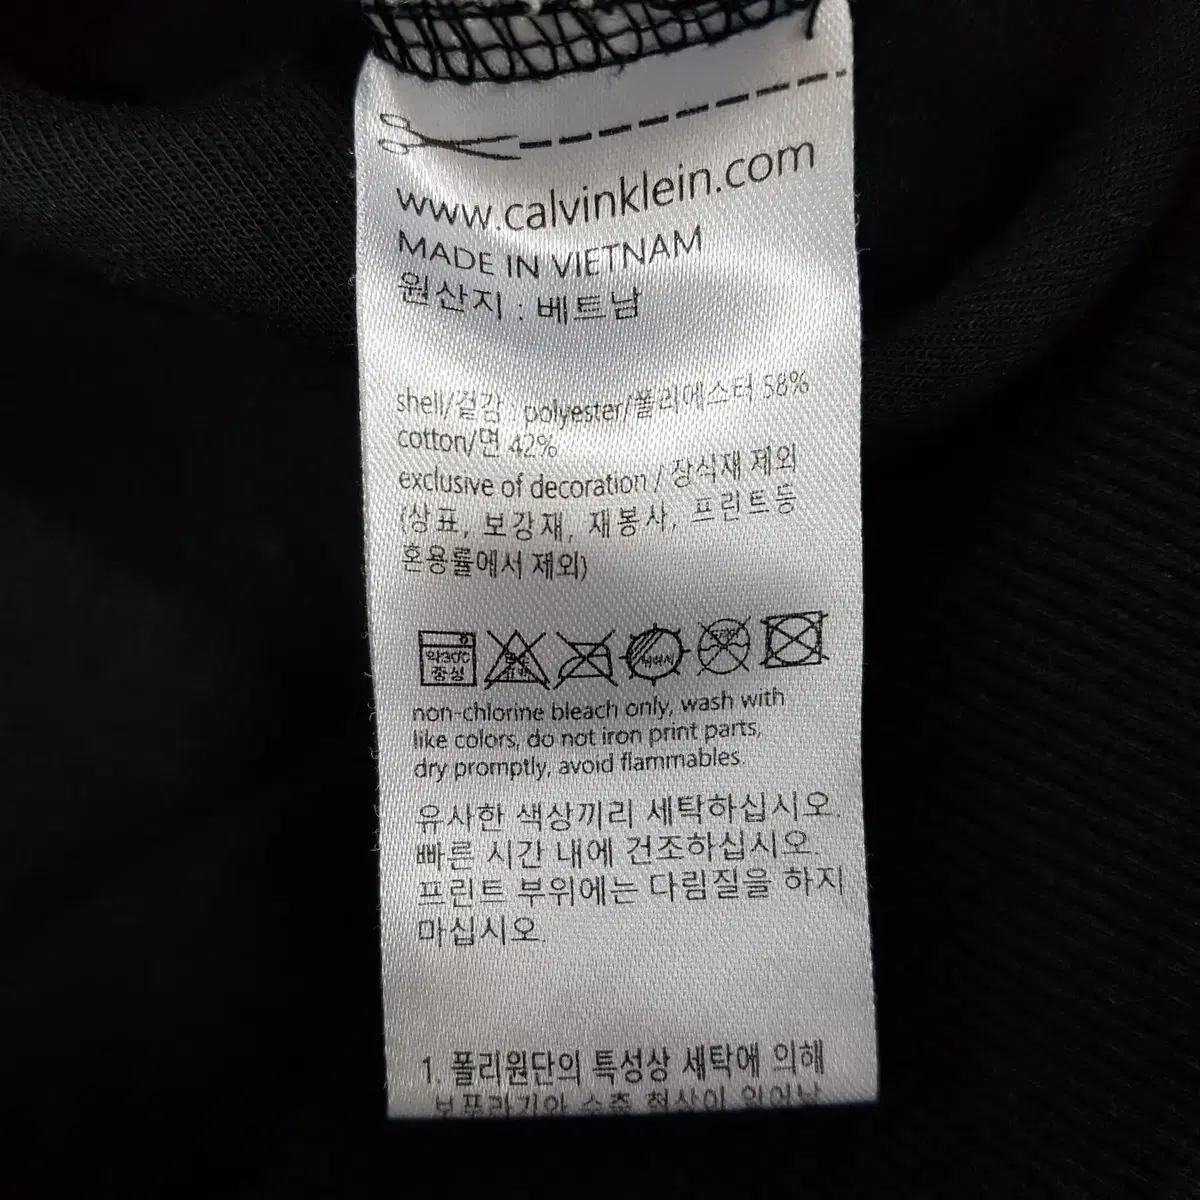 www.calvinklein.com
MADE IN VIETNAM
원산지 : 베트남
shell/겉감 : polyester/폴리에스터 58%
cotton/면 42%
exclusive of decoration / 장식재 제외
(상표, 보강재, 재봉사, 프린트등
혼용률에서 제외)
약30℃
중성
non-chlorine bleach only, wash with
like colors, do not iron print parts,
dry promptly, avoid flammables.
유사한 색상끼리 세탁하십시오.
빠른 시간 내에 건조하십시오.
프린트 부위에는 다림질을 하지
마십시오.
1. 폴리원단의 특성상 세탁에 의해